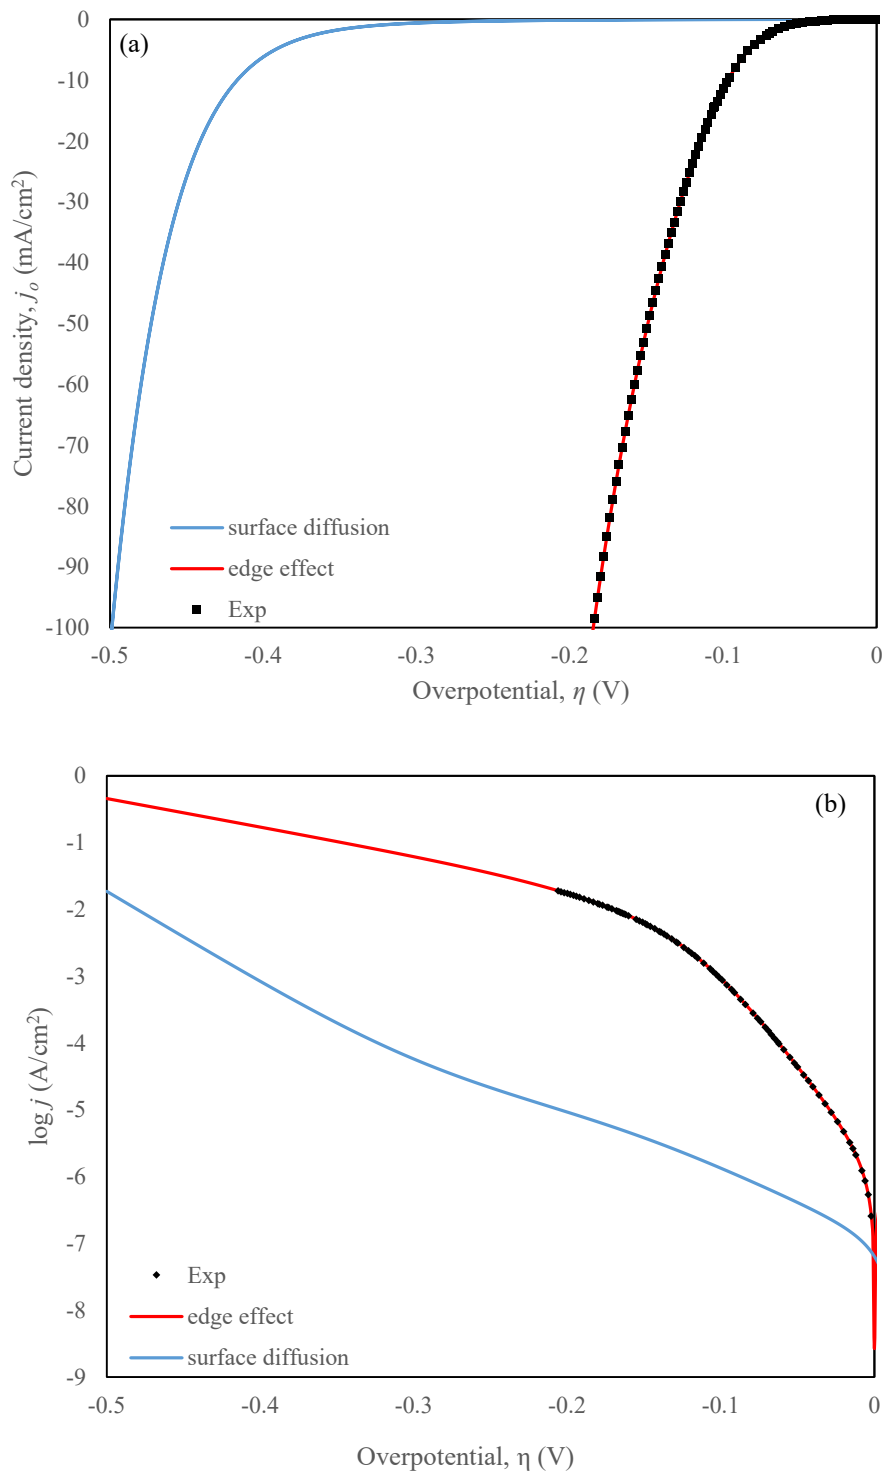 (a)
0
-10
-20
-30
-40
-50
-60
-70
-80
-90
-100
Current density, jₒ (mA/cm²)
surface diffusion
edge effect
Exp
-0.5 -0.4 -0.3 -0.2 -0.1 0
Overpotential, η (V)
(b)
0
-1
-2
-3
-4
-5
-6
-7
-8
-9
log j (A/cm²)
Exp
edge effect
surface diffusion
-0.5 -0.4 -0.3 -0.2 -0.1 0
Overpotential, η (V)